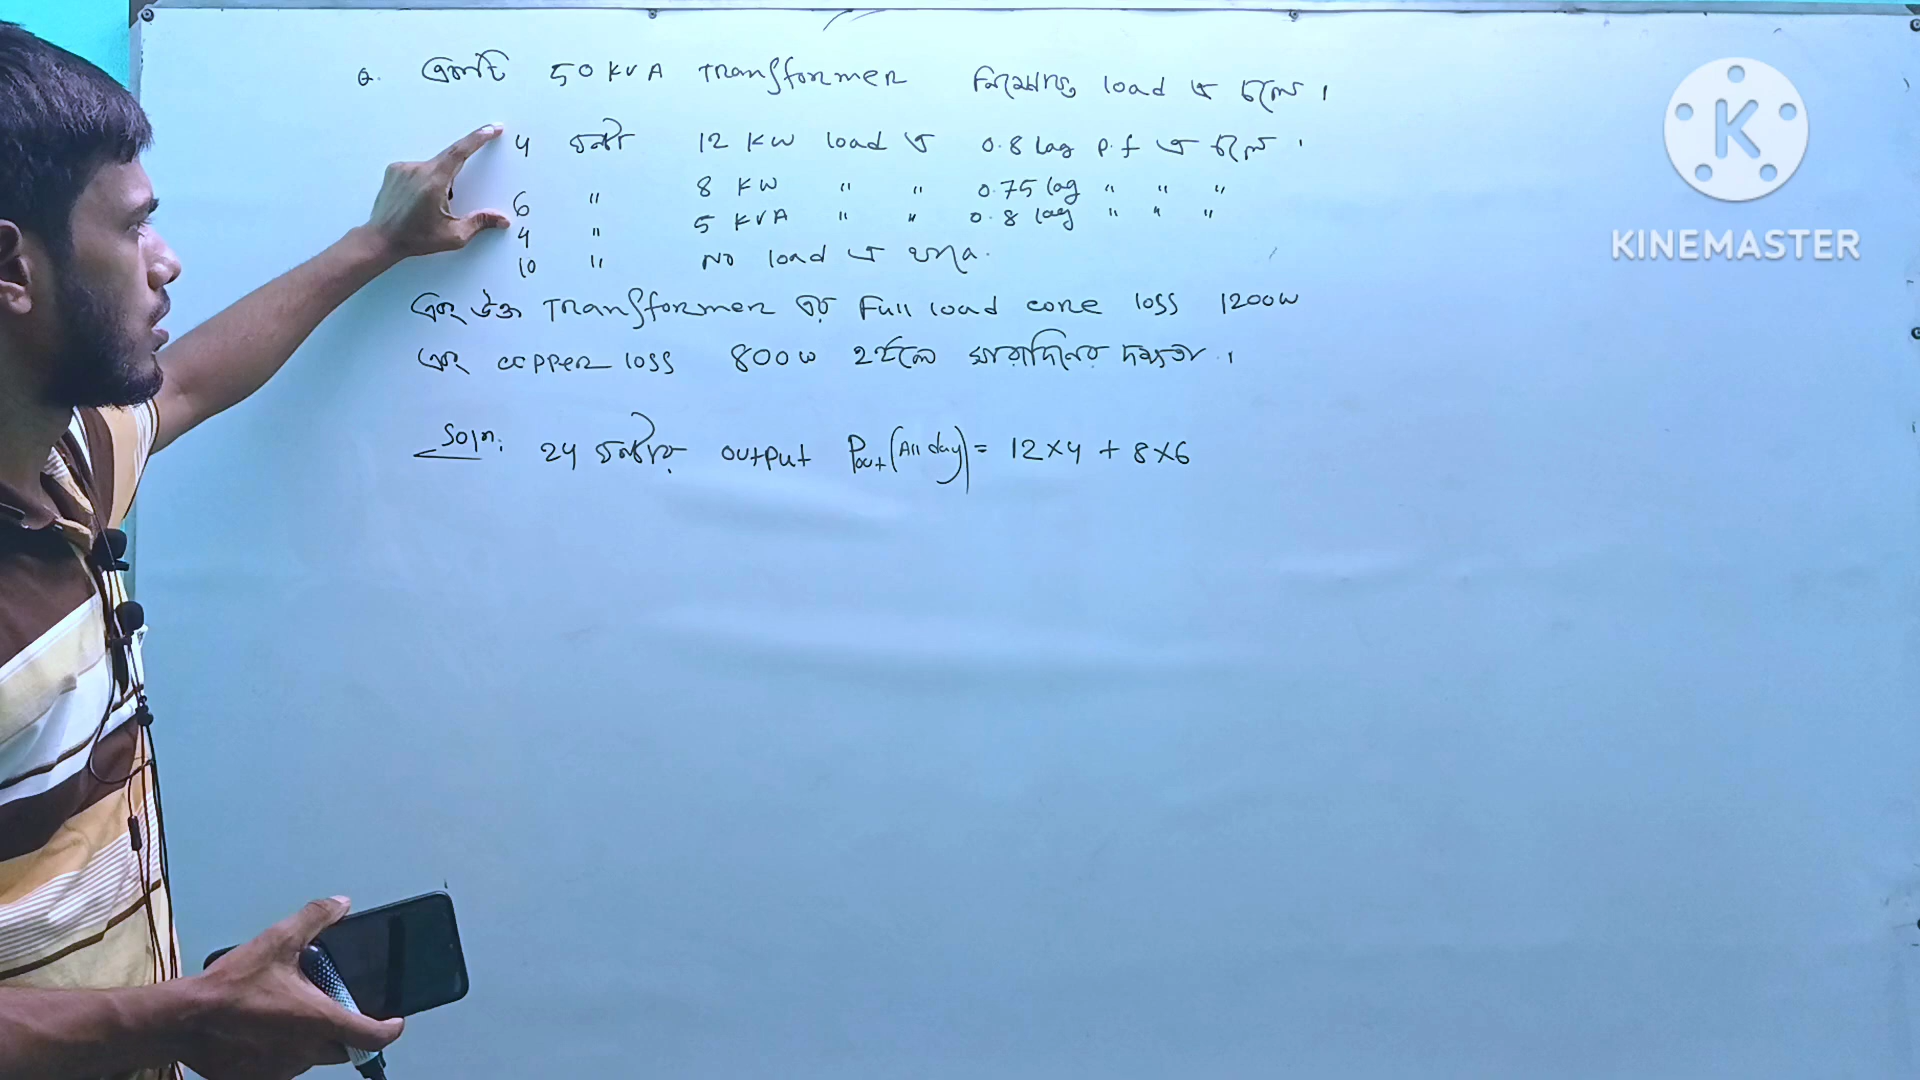 Q. একটি 50 KVA Transformer নিম্নোক্ত load এ চলে।
4 ঘন্টা 12 KW load এ 0.8 lag p.f এ চলে।
6 " 8 KW " " 0.75 lag " " "
4 " 5 KVA " " 0.8 lag " " "
10 " No load এ
এবং উক্ত Transformer এর Full load core loss 1200W
এবং copper loss 800W হইলে সারাদিনের দক্ষতা।
Soln: 24 ঘন্টায় output Pout (All day) = 12×4 + 8×6
KINEMASTER